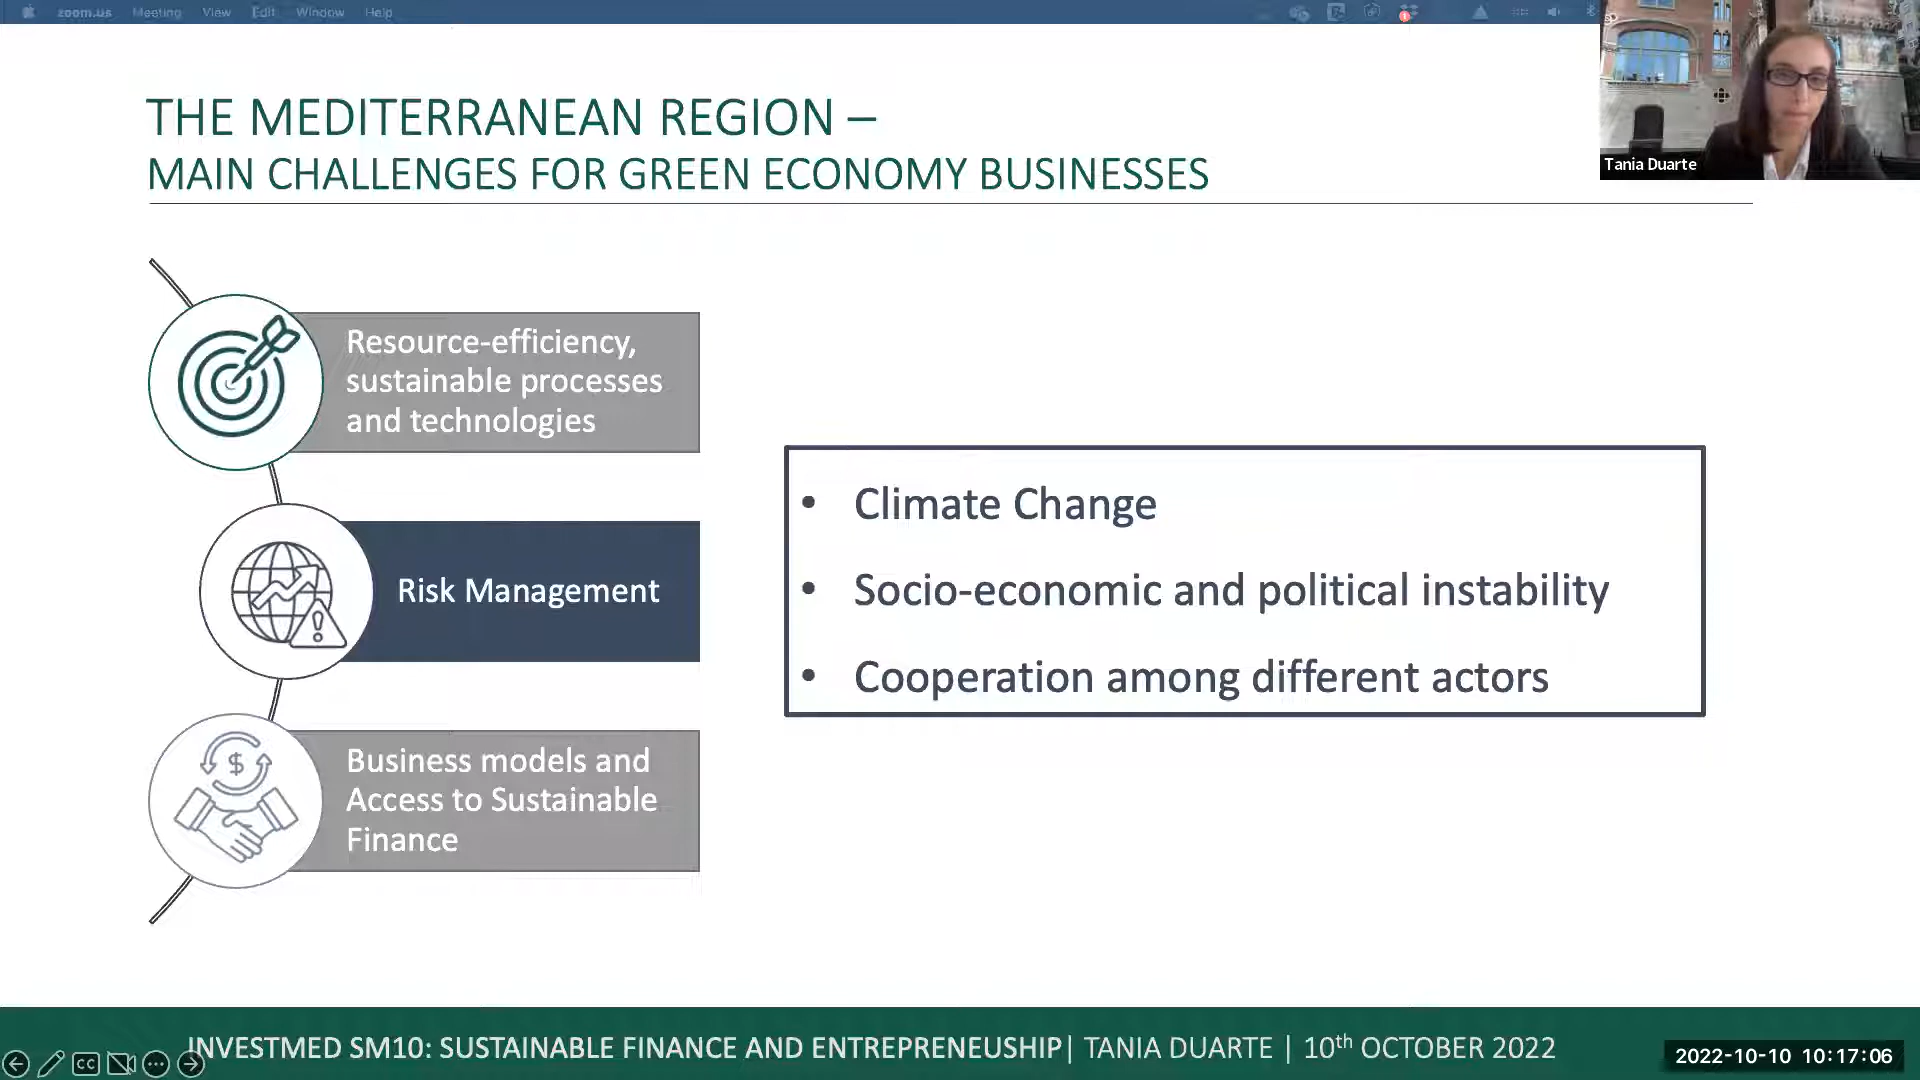 zoom.us Meeting View Edit Window Help
THE MEDITERRANEAN REGION –
MAIN CHALLENGES FOR GREEN ECONOMY BUSINESSES
Tania Duarte
Resource-efficiency,
sustainable processes
and technologies
Risk Management
Business models and
Access to Sustainable
Finance
• Climate Change
• Socio-economic and political instability
• Cooperation among different actors
INVESTMED SM10: SUSTAINABLE FINANCE AND ENTREPRENEUSHIP| TANIA DUARTE | 10th OCTOBER 2022
CC
2022-10-10 10:17:06